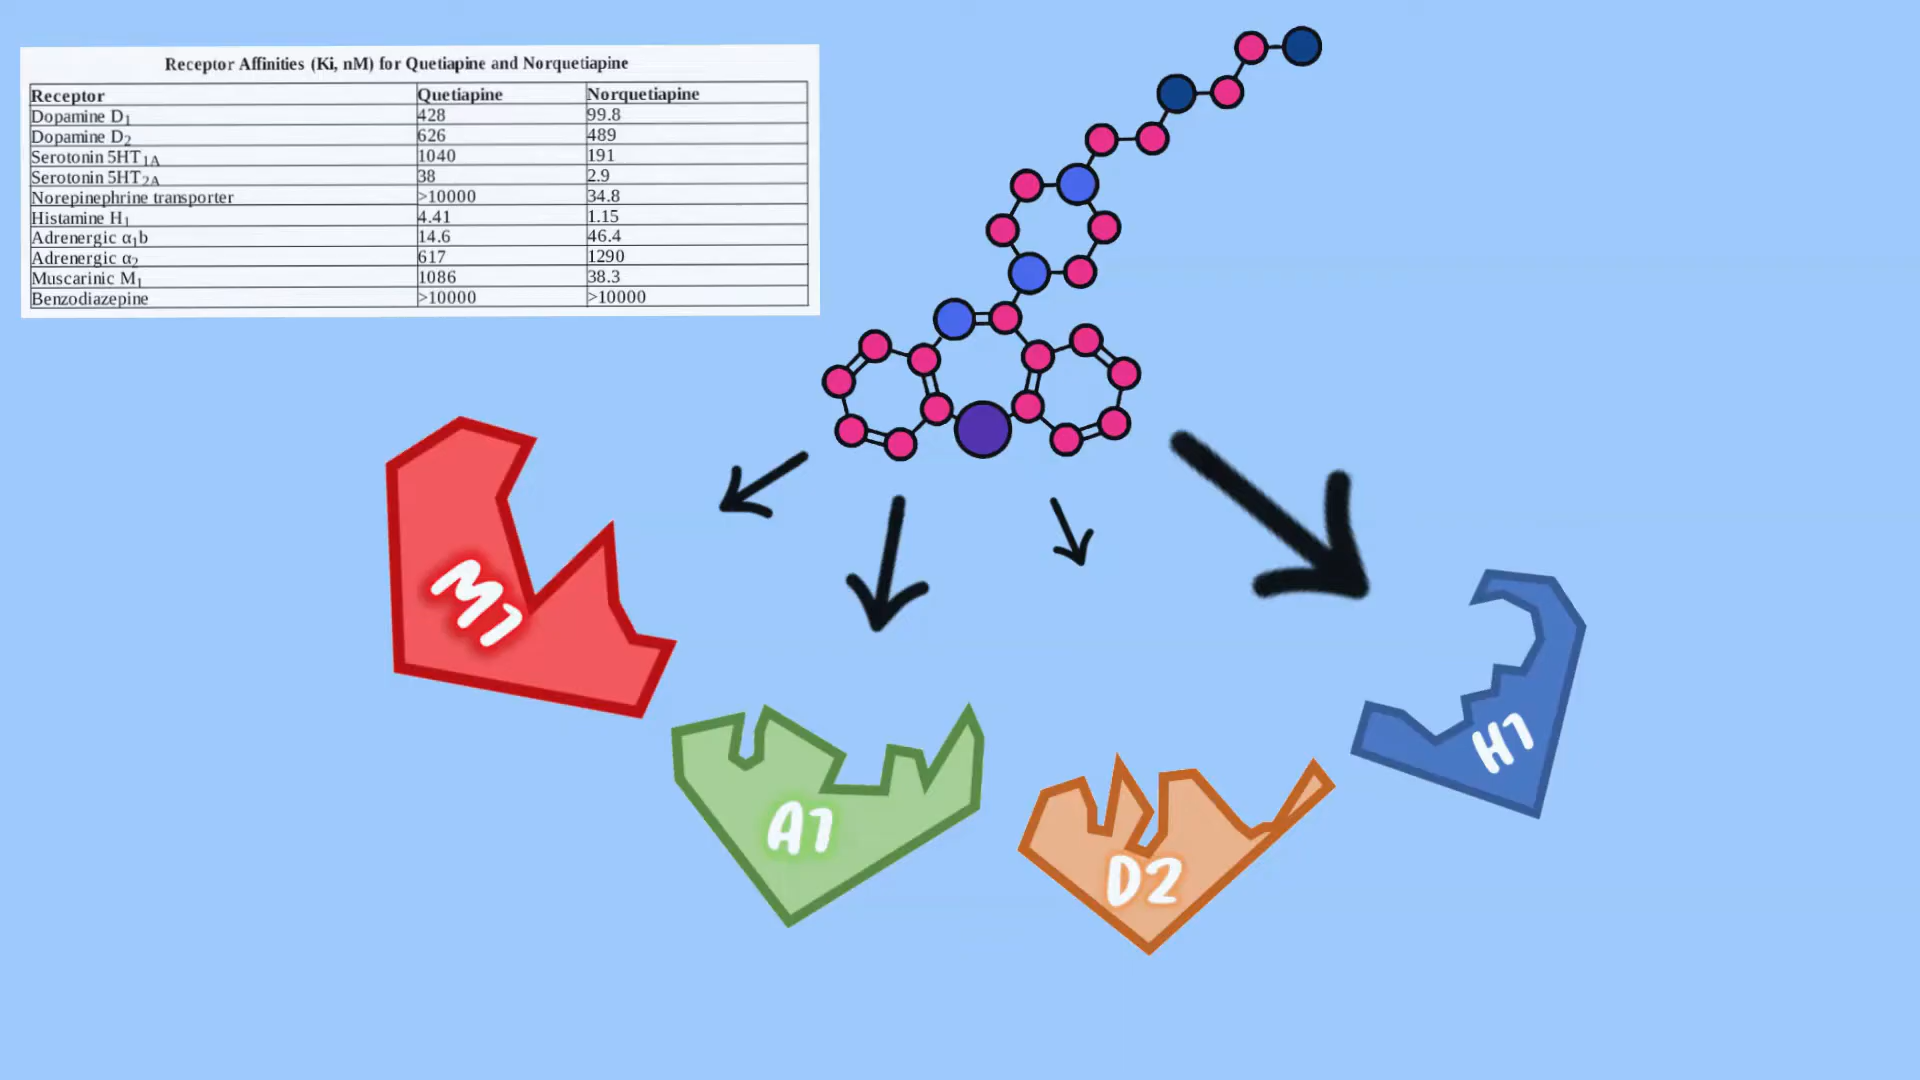 Receptor Affinities (Ki, nM) for Quetiapine and Norquetiapine
Receptor Quetiapine Norquetiapine
Dopamine D1 428 99.8
Dopamine D2 626 489
Serotonin 5HT1A 1040 191
Serotonin 5HT2A 38 2.9
Norepinephrine transporter >10000 34.8
Histamine H1 4.41 1.15
Adrenergic α1b 14.6 46.4
Adrenergic α2 617 1290
Muscarinic M1 1086 38.3
Benzodiazepine >10000 >10000
M1
A1
D2
H1